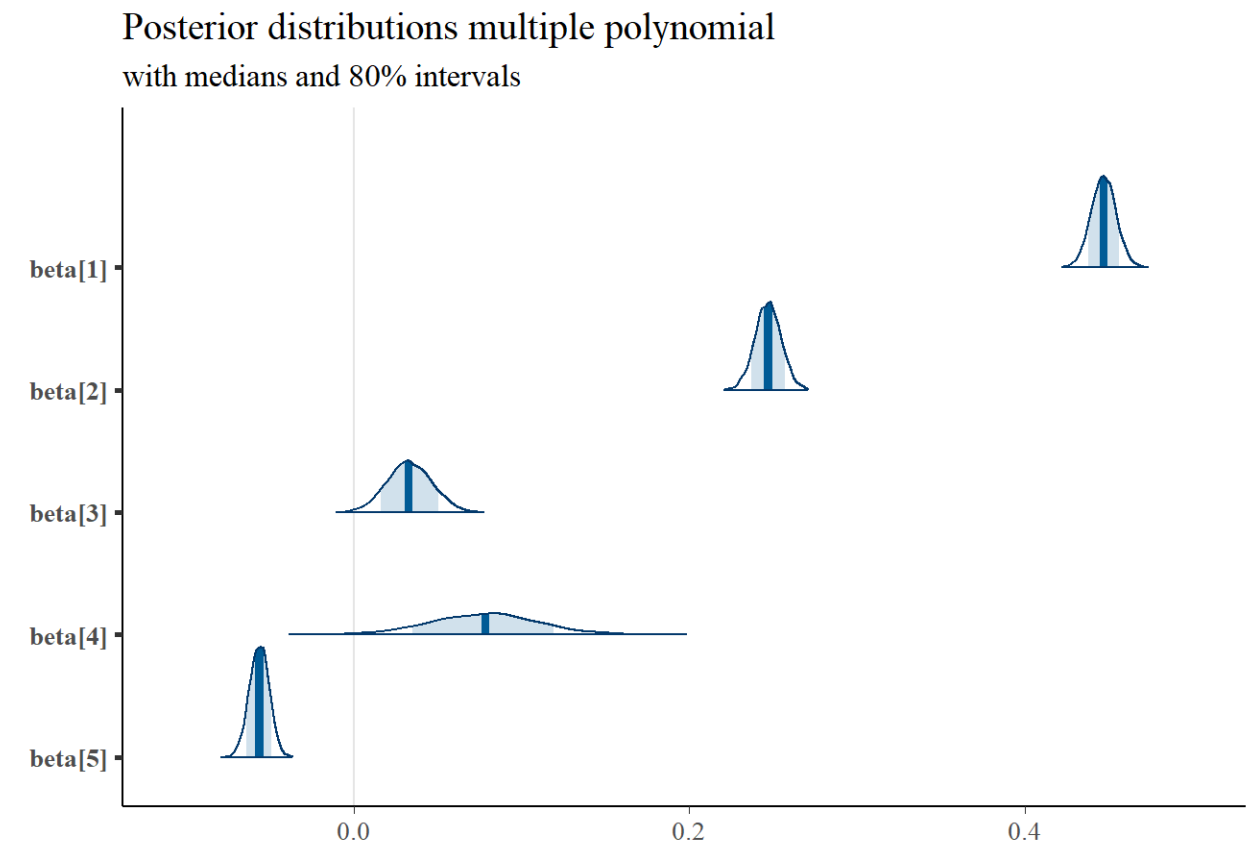 Posterior distributions multiple polynomial
with medians and 80% intervals
beta[1]
beta[2]
beta[3]
beta[4]
beta[5]
0.0 0.2 0.4